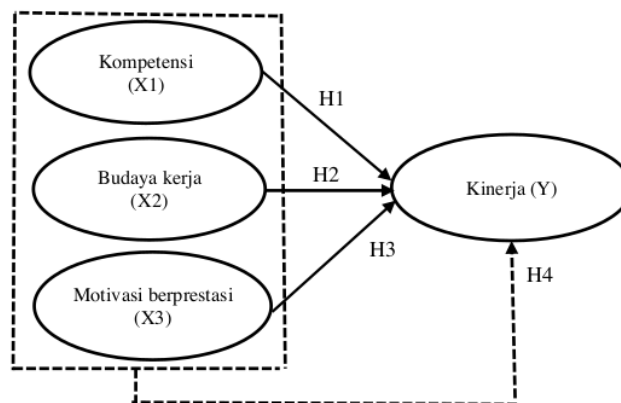 Kompetensi
(X1)
H1
Budaya kerja
(X2)
H2
Kinerja (Y)
H3
Motivasi berprestasi
(X3)
H4